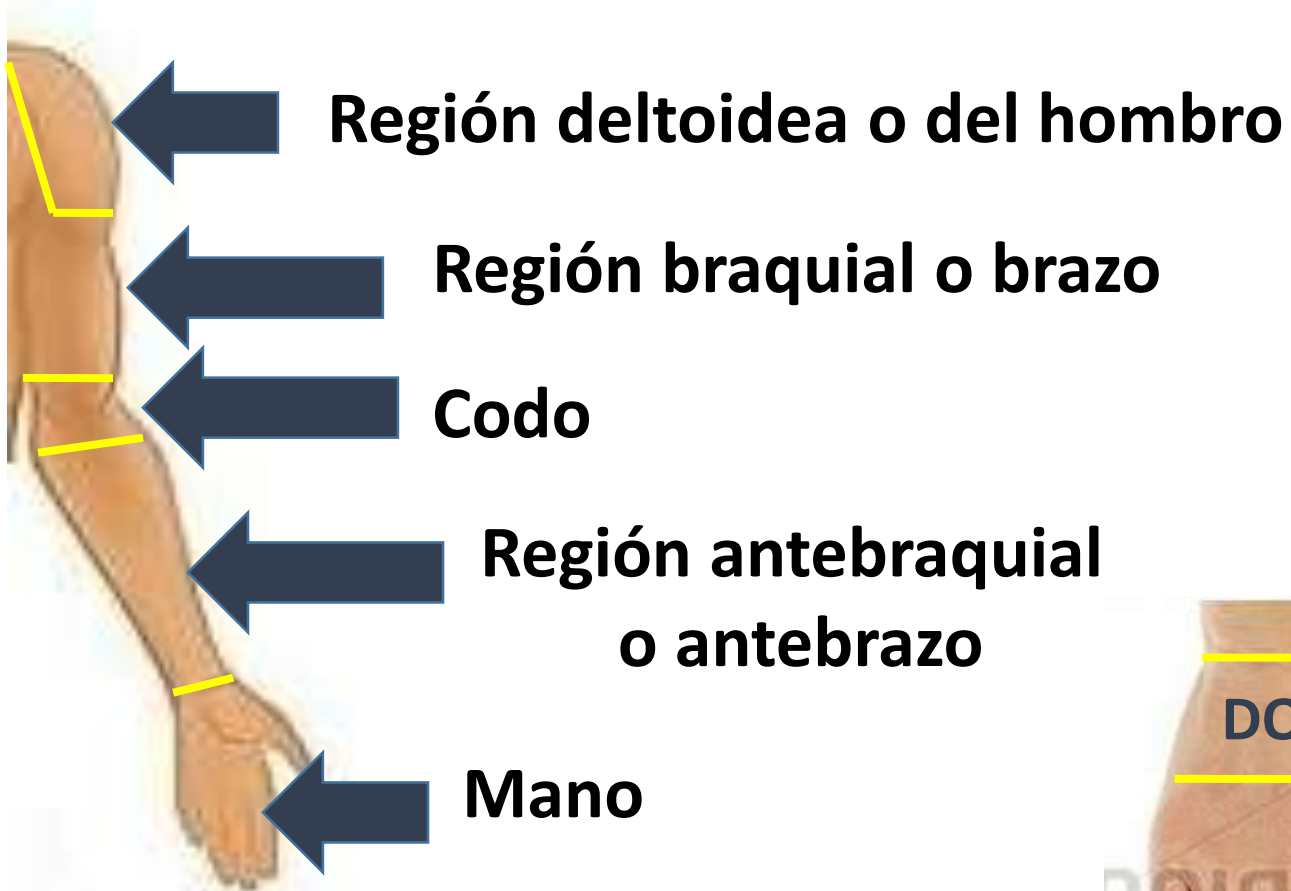 Región deltoidea o del hombro
Región braquial o brazo
Codo
Región antebraquial
o antebrazo
Mano